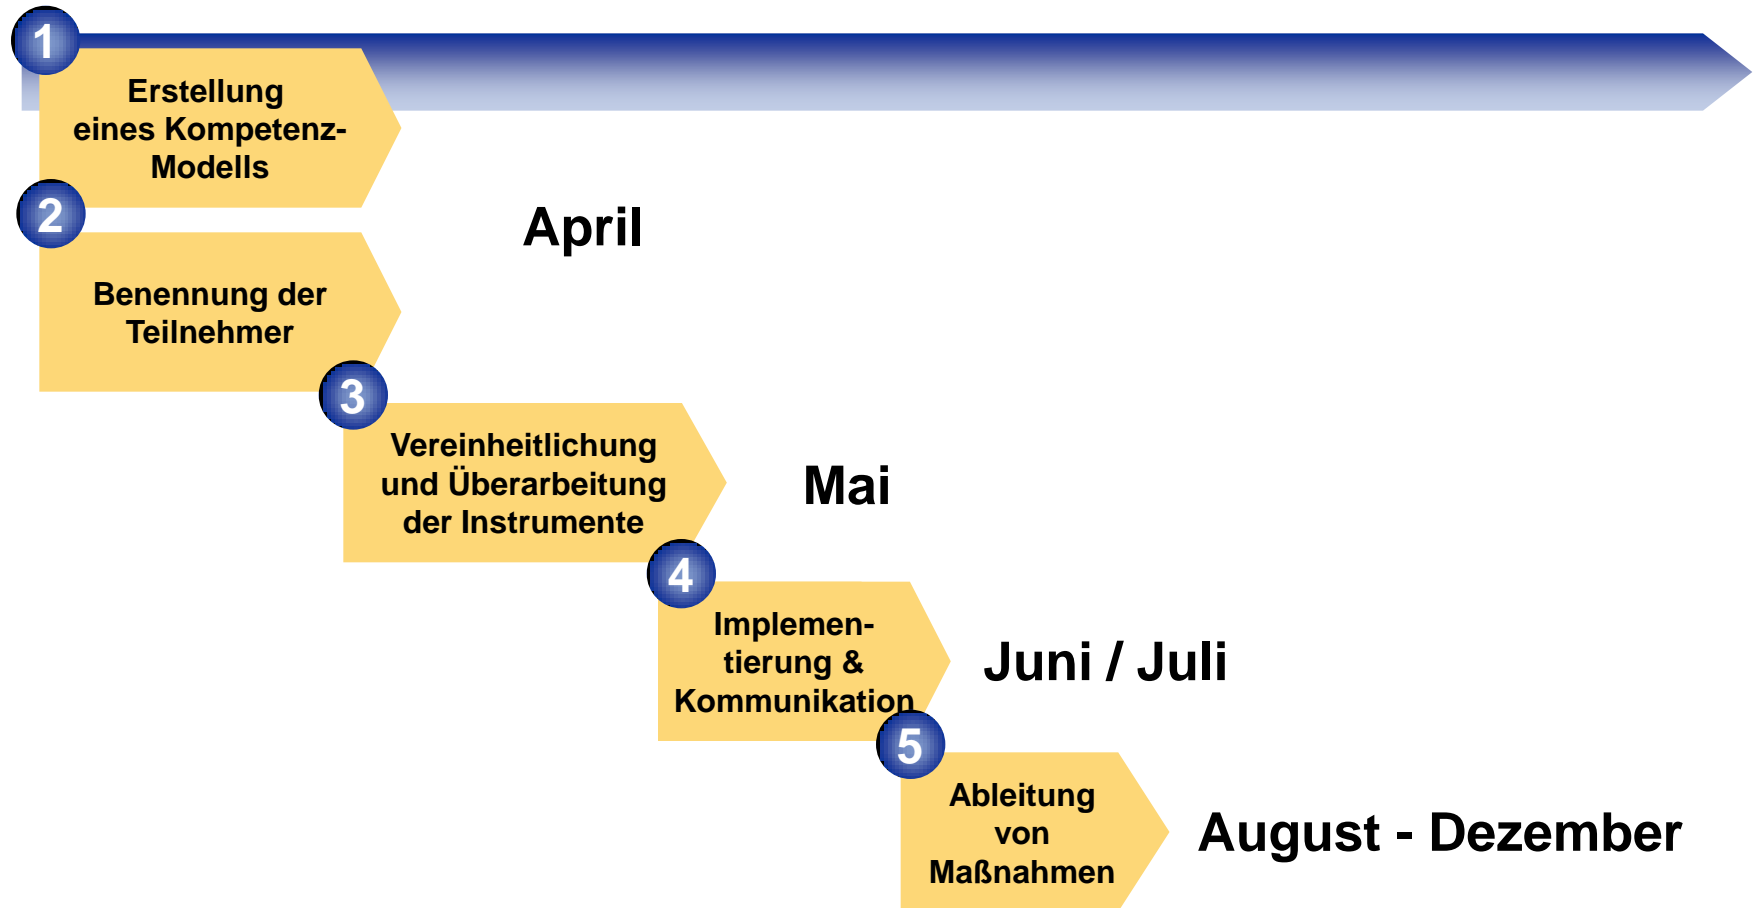 1
Erstellung
eines Kompetenz-
Modells
2
April
Benennung der
Teilnehmer
3
Vereinheitlichung
und Überarbeitung
der Instrumente
Mai
4
Implemen-
tierung &
Kommunikation
Juni / Juli
5
Ableitung
von
Maßnahmen
August - Dezember